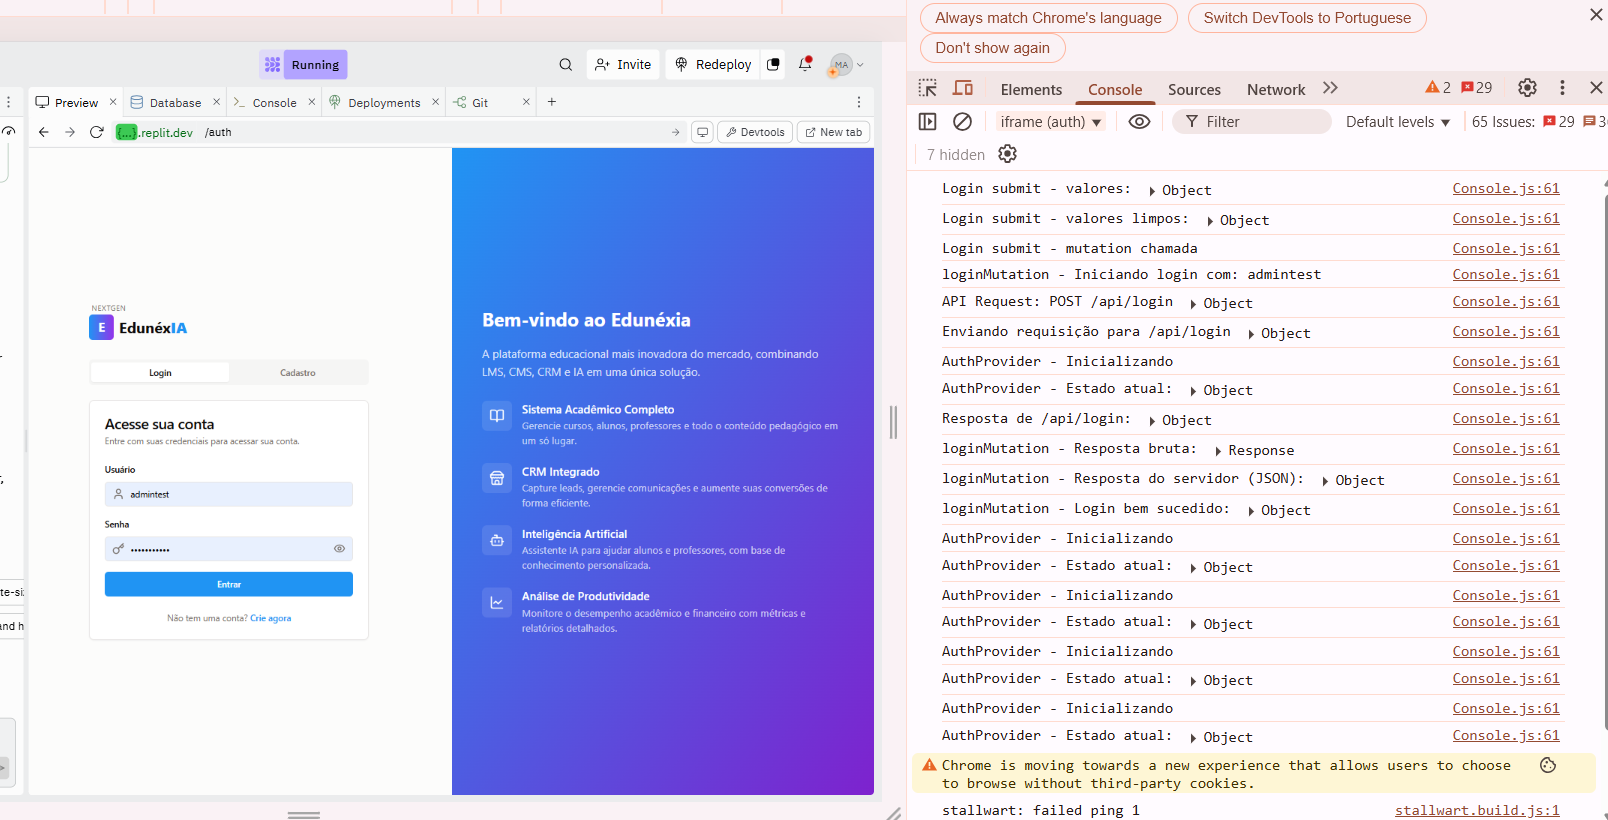 Running
Invite
Redeploy
MA
Preview
Database
Console
Deployments
Git
{...}.replit.dev /auth
Devtools
New tab
NEXTGEN
E EdunéxIA
Login
Cadastro
Acesse sua conta
Entre com suas credenciais para acessar sua conta.
Usuário
admintest
Senha
•••••••••••
Entrar
Não tem uma conta? Crie agora
Bem-vindo ao Edunéxia
A plataforma educacional mais inovadora do mercado, combinando
LMS, CMS, CRM e IA em uma única solução.
Sistema Acadêmico Completo
Gerencie cursos, alunos, professores e todo o conteúdo pedagógico em
um só lugar.
CRM Integrado
Capture leads, gerencie comunicações e aumente suas conversões de
forma eficiente.
Inteligência Artificial
Assistente IA para ajudar alunos e professores, com base de
conhecimento personalizada.
Análise de Produtividade
Monitore o desempenho acadêmico e financeiro com métricas e
relatórios detalhados.
te-si
and h
Always match Chrome's language
Switch DevTools to Portuguese
Don't show again
Elements
Console
Sources
Network
2
29
iframe (auth)
Filter
Default levels
65 Issues: 29
7 hidden
Login submit - valores: Object Console.js:61
Login submit - valores limpos: Object Console.js:61
Login submit - mutation chamada Console.js:61
loginMutation - Iniciando login com: admintest Console.js:61
API Request: POST /api/login Object Console.js:61
Enviando requisição para /api/login Object Console.js:61
AuthProvider - Inicializando Console.js:61
AuthProvider - Estado atual: Object Console.js:61
Resposta de /api/login: Object Console.js:61
loginMutation - Resposta bruta: Response Console.js:61
loginMutation - Resposta do servidor (JSON): Object Console.js:61
loginMutation - Login bem sucedido: Object Console.js:61
AuthProvider - Inicializando Console.js:61
AuthProvider - Estado atual: Object Console.js:61
AuthProvider - Inicializando Console.js:61
AuthProvider - Estado atual: Object Console.js:61
AuthProvider - Inicializando Console.js:61
AuthProvider - Estado atual: Object Console.js:61
AuthProvider - Inicializando Console.js:61
AuthProvider - Estado atual: Object Console.js:61
Chrome is moving towards a new experience that allows users to choose
to browse without third-party cookies.
stallwart: failed ping 1 stallwart.build.js:1